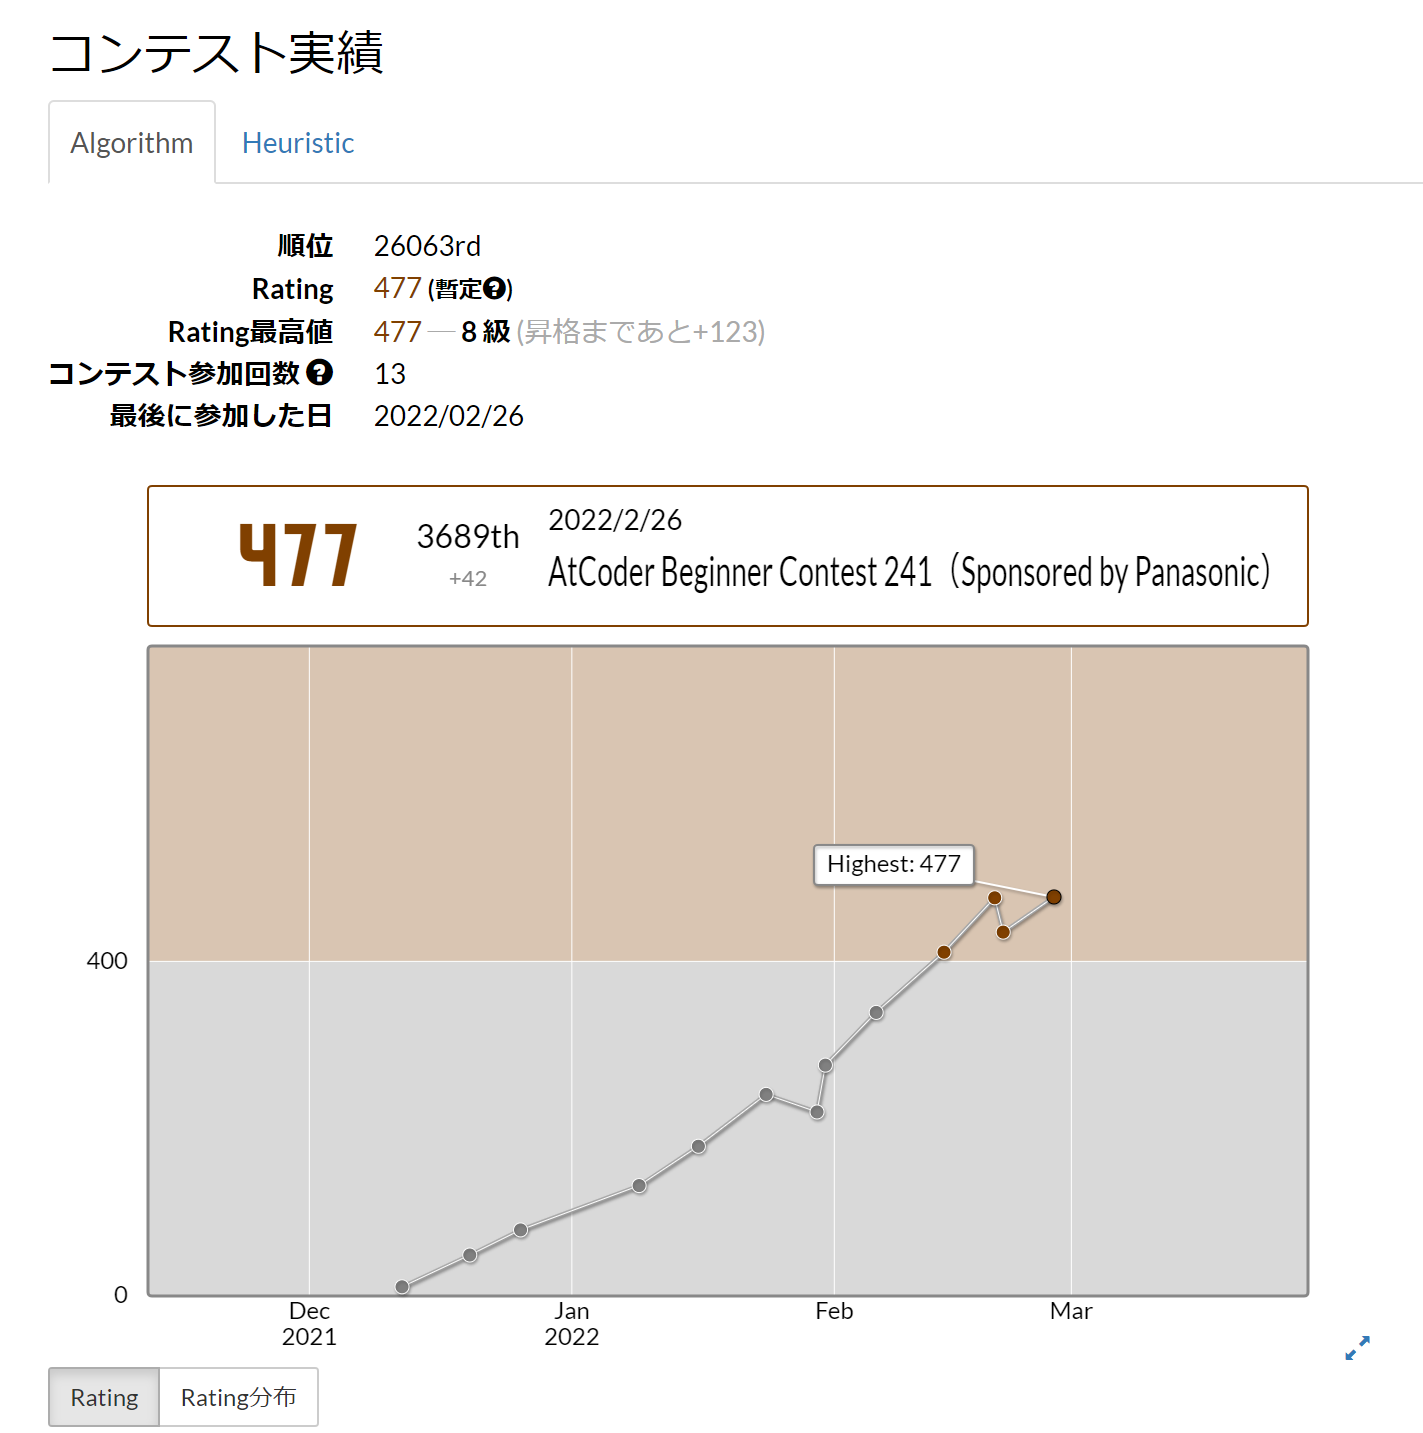 コンテスト実績
Algorithm
Heuristic
順位 26063rd
Rating 477 (暫定?)
Rating最高値 477 ― 8 級 (昇格まであと+123)
コンテスト参加回数 ? 13
最後に参加した日 2022/02/26
477
3689th
+42
2022/2/26
AtCoder Beginner Contest 241（Sponsored by Panasonic）
Highest: 477
400
0
Dec
2021
Jan
2022
Feb
Mar
Rating
Rating分布